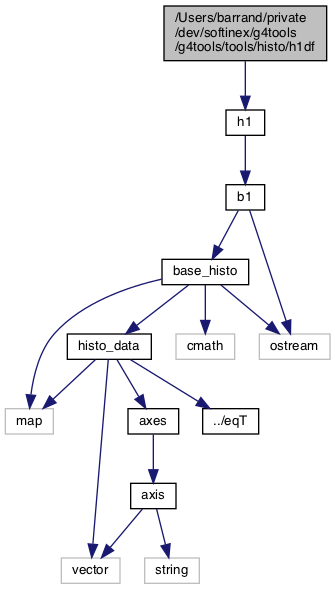 /Users/barrand/private
/dev/softinex/g4tools
/g4tools/tools/histo/h1df
h1
b1
base_histo
histo_data
cmath
ostream
map
axes
../eqT
axis
vector
string